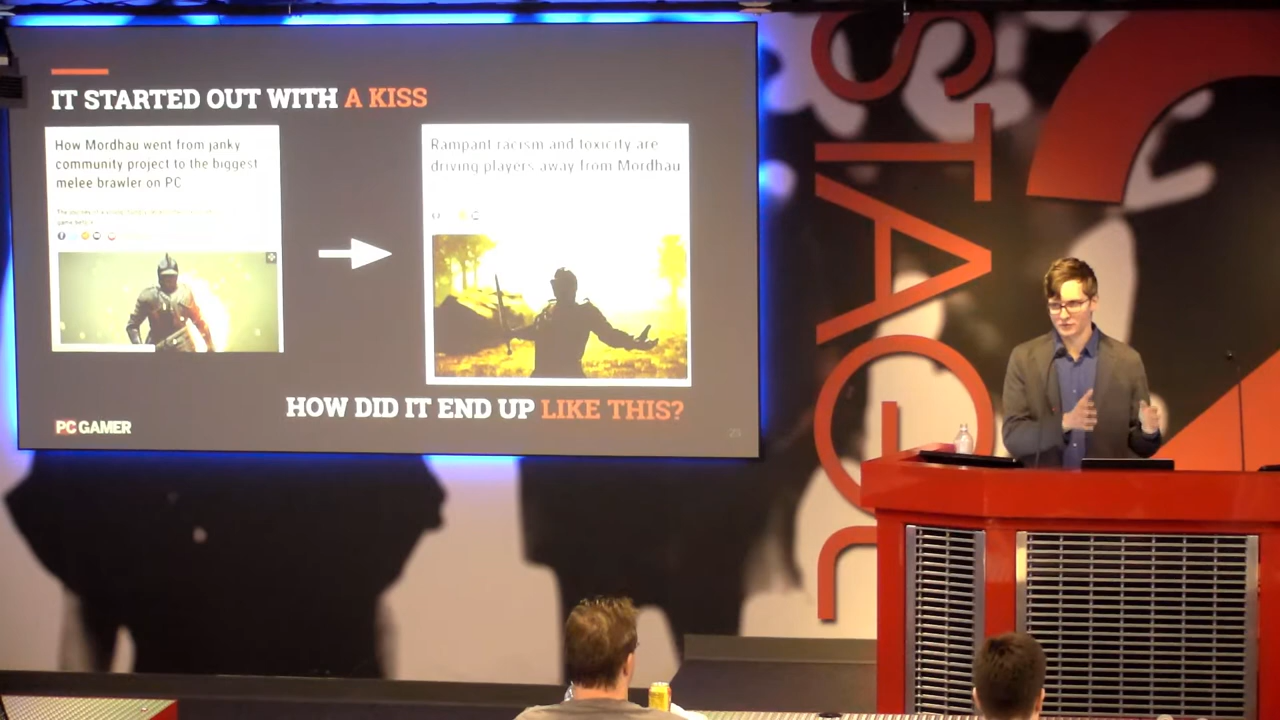 IT STARTED OUT WITH A KISS
How Mordhau went from janky
community project to the biggest
melee brawler on PC
Rampant racism and toxicity are
driving players away from Mordhau
HOW DID IT END UP LIKE THIS?
PC GAMER
STAGE